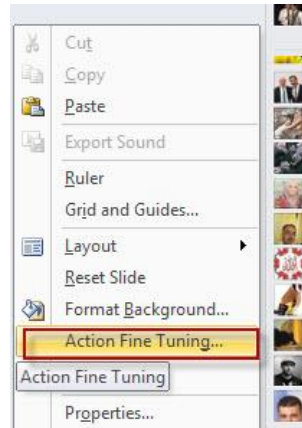 Cut
Copy
Paste
Export Sound
Ruler
Grid and Guides...
Layout
Reset Slide
Format Background...
Action Fine Tuning...
Action Fine Tuning
Properties...